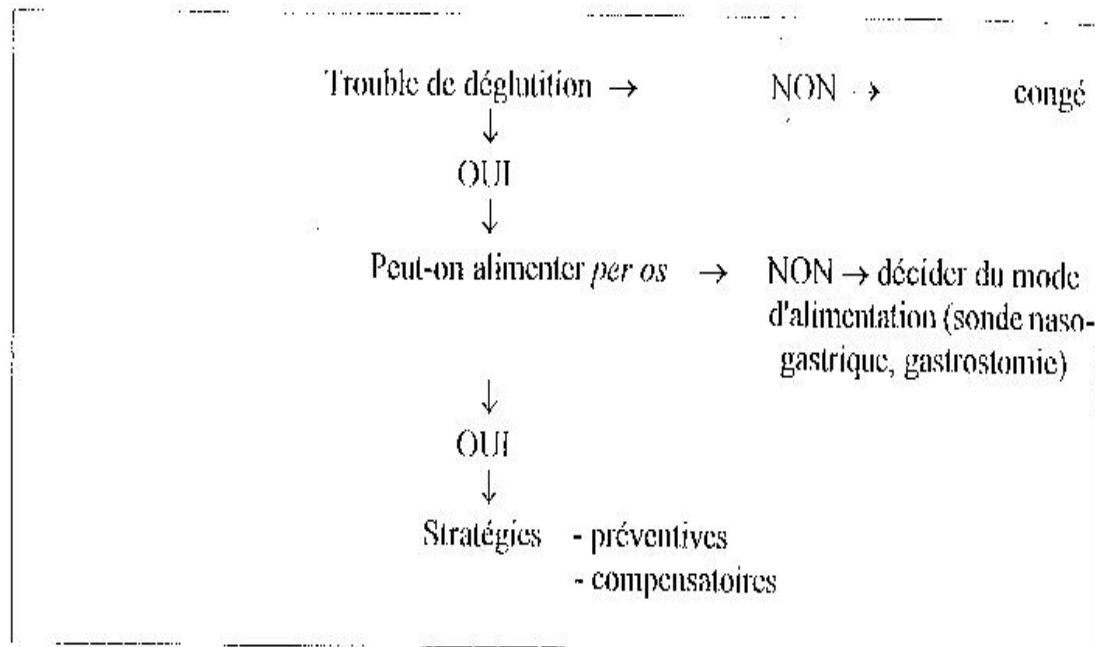 Trouble de déglutition → NON → congé
↓
OUI
↓
Peut-on alimenter per os → NON → décider du mode
d'alimentation (sonde naso-
gastrique, gastrostomie)
↓
OUI
↓
Stratégies - préventives
- compensatoires